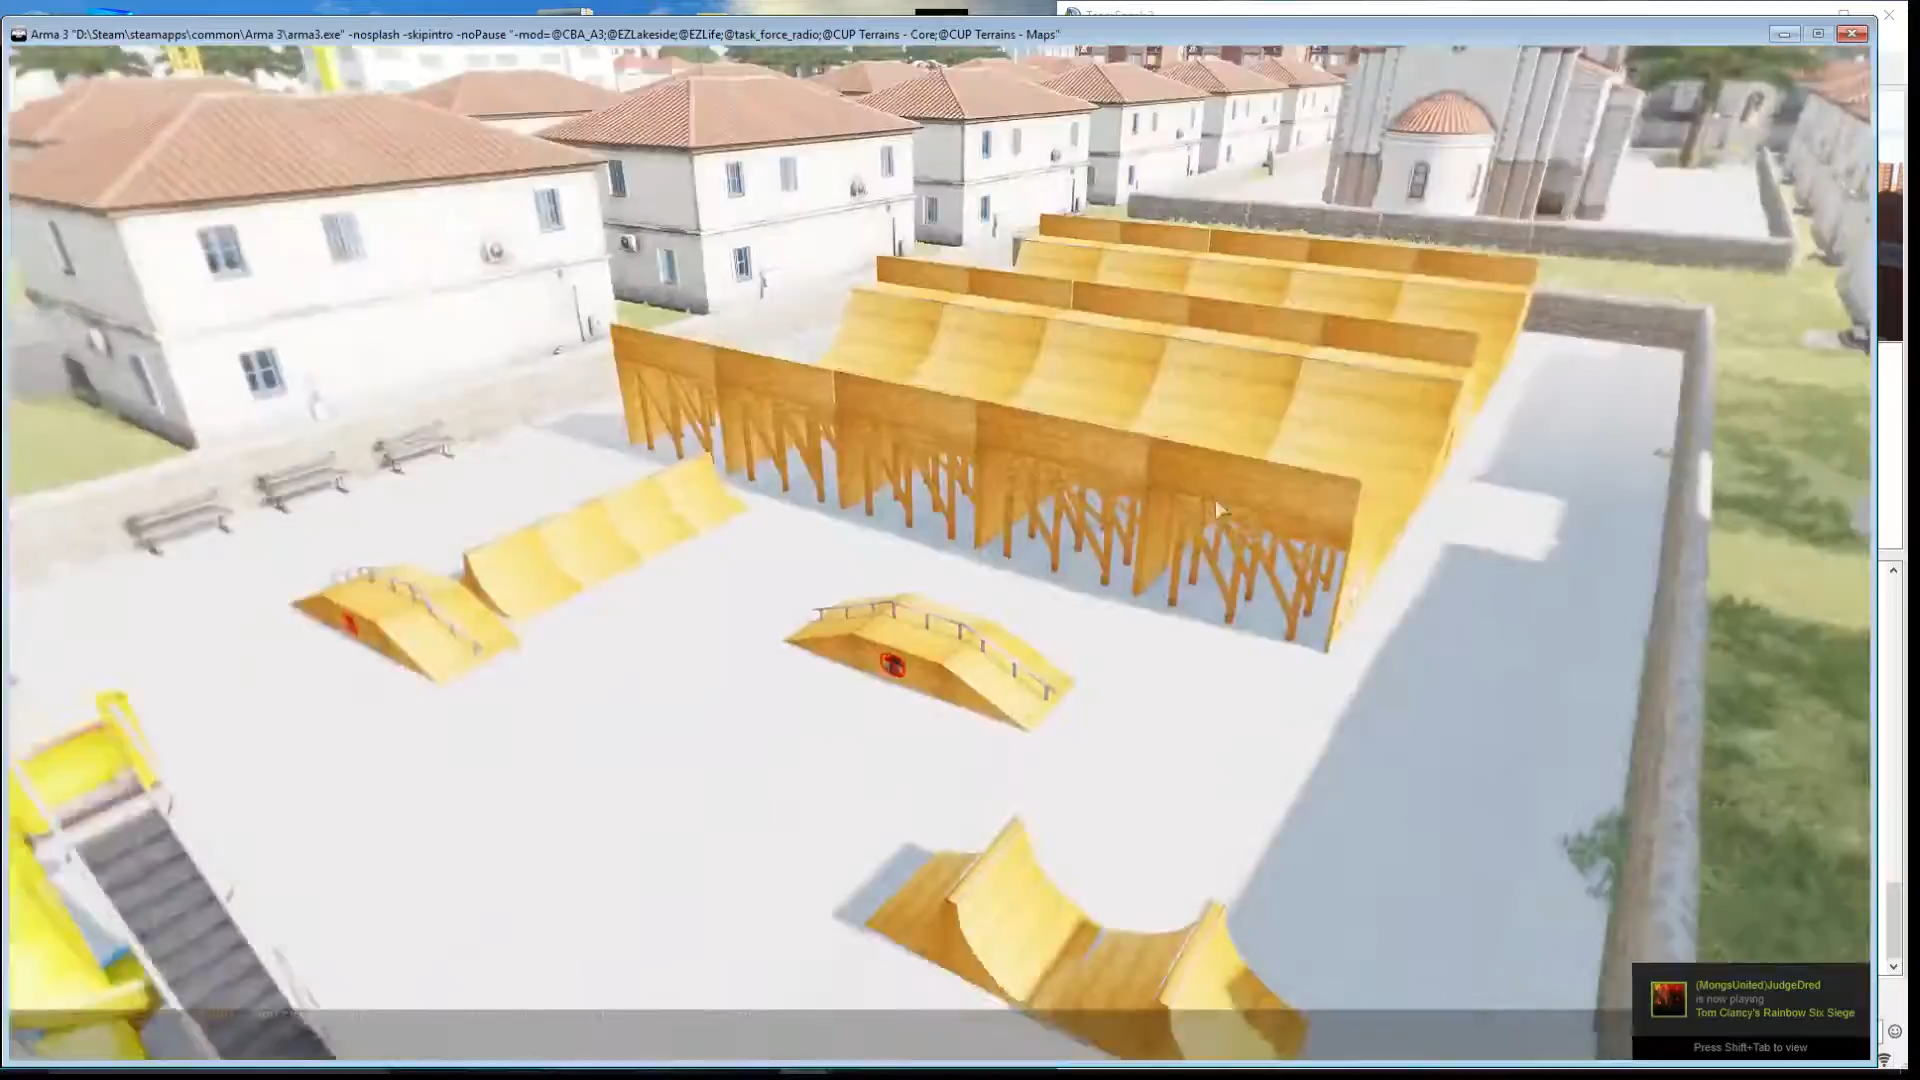 Arma 3 "D:\Steam\steamapps\common\Arma 3\arma3.exe" -nosplash -skipintro -noPause "-mod=@CBA_A3;@EZLakeside;@EZLife;@task_force_radio;@CUP Terrains - Core;@CUP Terrains - Maps"
(MongsUnited)JudgeDred
is now playing
Tom Clancy's Rainbow Six Siege
Press Shift+Tab to view